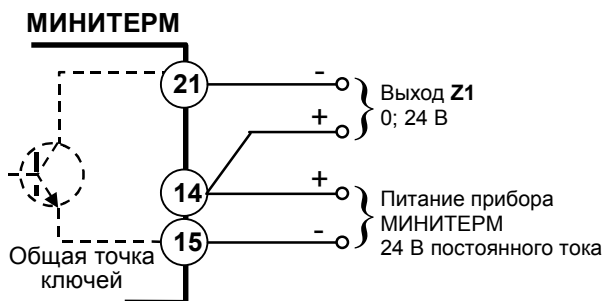 МИНИТЕРМ
21
-
Выход Z1
+
0; 24 В
14
+
Питание прибора
МИНИТЕРМ
15
-
24 В постоянного тока
Общая точка
ключей